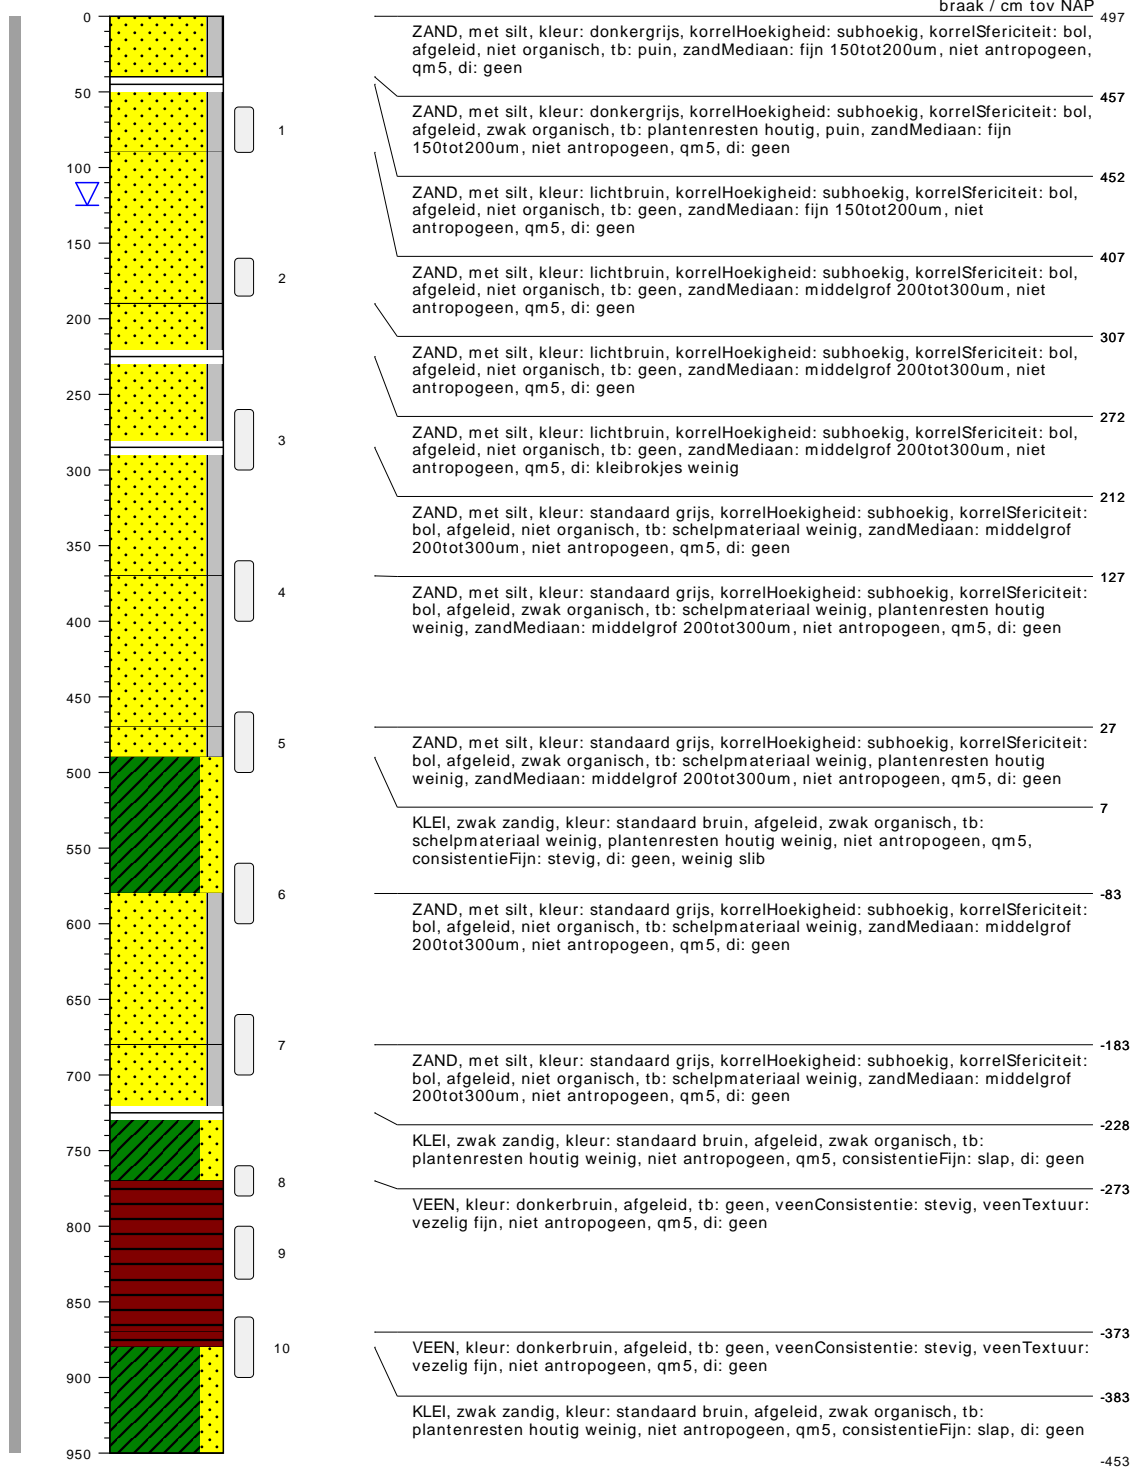 braak / cm tov NAP
0
497
ZAND, met silt, kleur: donkergrijs, korrelHoekigheid: subhoekig, korrelSfericiteit: bol,
afgeleid, niet organisch, tb: puin, zandMediaan: fijn 150tot200um, niet antropogeen,
qm5, di: geen
50
457
ZAND, met silt, kleur: donkergrijs, korrelHoekigheid: subhoekig, korrelSfericiteit: bol,
afgeleid, zwak organisch, tb: plantenresten houtig, puin, zandMediaan: fijn
150tot200um, niet antropogeen, qm5, di: geen
1
100
452
ZAND, met silt, kleur: lichtbruin, korrelHoekigheid: subhoekig, korrelSfericiteit: bol,
afgeleid, niet organisch, tb: geen, zandMediaan: fijn 150tot200um, niet
antropogeen, qm5, di: geen
150
407
ZAND, met silt, kleur: lichtbruin, korrelHoekigheid: subhoekig, korrelSfericiteit: bol,
afgeleid, niet organisch, tb: geen, zandMediaan: middelgrof 200tot300um, niet
antropogeen, qm5, di: geen
2
200
307
ZAND, met silt, kleur: lichtbruin, korrelHoekigheid: subhoekig, korrelSfericiteit: bol,
afgeleid, niet organisch, tb: geen, zandMediaan: middelgrof 200tot300um, niet
antropogeen, qm5, di: geen
250
272
ZAND, met silt, kleur: lichtbruin, korrelHoekigheid: subhoekig, korrelSfericiteit: bol,
afgeleid, niet organisch, tb: geen, zandMediaan: middelgrof 200tot300um, niet
antropogeen, qm5, di: kleibrokjes weinig
3
300
212
ZAND, met silt, kleur: standaard grijs, korrelHoekigheid: subhoekig, korrelSfericiteit:
bol, afgeleid, niet organisch, tb: schelpmateriaal weinig, zandMediaan: middelgrof
200tot300um, niet antropogeen, qm5, di: geen
350
127
ZAND, met silt, kleur: standaard grijs, korrelHoekigheid: subhoekig, korrelSfericiteit:
bol, afgeleid, zwak organisch, tb: schelpmateriaal weinig, plantenresten houtig
weinig, zandMediaan: middelgrof 200tot300um, niet antropogeen, qm5, di: geen
4
400
450
27
ZAND, met silt, kleur: standaard grijs, korrelHoekigheid: subhoekig, korrelSfericiteit:
bol, afgeleid, zwak organisch, tb: schelpmateriaal weinig, plantenresten houtig
weinig, zandMediaan: middelgrof 200tot300um, niet antropogeen, qm5, di: geen
5
500
7
KLEI, zwak zandig, kleur: standaard bruin, afgeleid, zwak organisch, tb:
schelpmateriaal weinig, plantenresten houtig weinig, niet antropogeen, qm5,
consistentieFijn: stevig, di: geen, weinig slib
550
6
-83
ZAND, met silt, kleur: standaard grijs, korrelHoekigheid: subhoekig, korrelSfericiteit:
bol, afgeleid, niet organisch, tb: schelpmateriaal weinig, zandMediaan: middelgrof
200tot300um, niet antropogeen, qm5, di: geen
600
650
7
-183
ZAND, met silt, kleur: standaard grijs, korrelHoekigheid: subhoekig, korrelSfericiteit:
bol, afgeleid, niet organisch, tb: schelpmateriaal weinig, zandMediaan: middelgrof
200tot300um, niet antropogeen, qm5, di: geen
700
-228
KLEI, zwak zandig, kleur: standaard bruin, afgeleid, zwak organisch, tb:
plantenresten houtig weinig, niet antropogeen, qm5, consistentieFijn: slap, di: geen
750
8
-273
VEEN, kleur: donkerbruin, afgeleid, tb: geen, veenConsistentie: stevig, veenTextuur:
vezelig fijn, niet antropogeen, qm5, di: geen
800
9
850
-373
VEEN, kleur: donkerbruin, afgeleid, tb: geen, veenConsistentie: stevig, veenTextuur:
vezelig fijn, niet antropogeen, qm5, di: geen
10
900
-383
KLEI, zwak zandig, kleur: standaard bruin, afgeleid, zwak organisch, tb:
plantenresten houtig weinig, niet antropogeen, qm5, consistentieFijn: slap, di: geen
950
-453